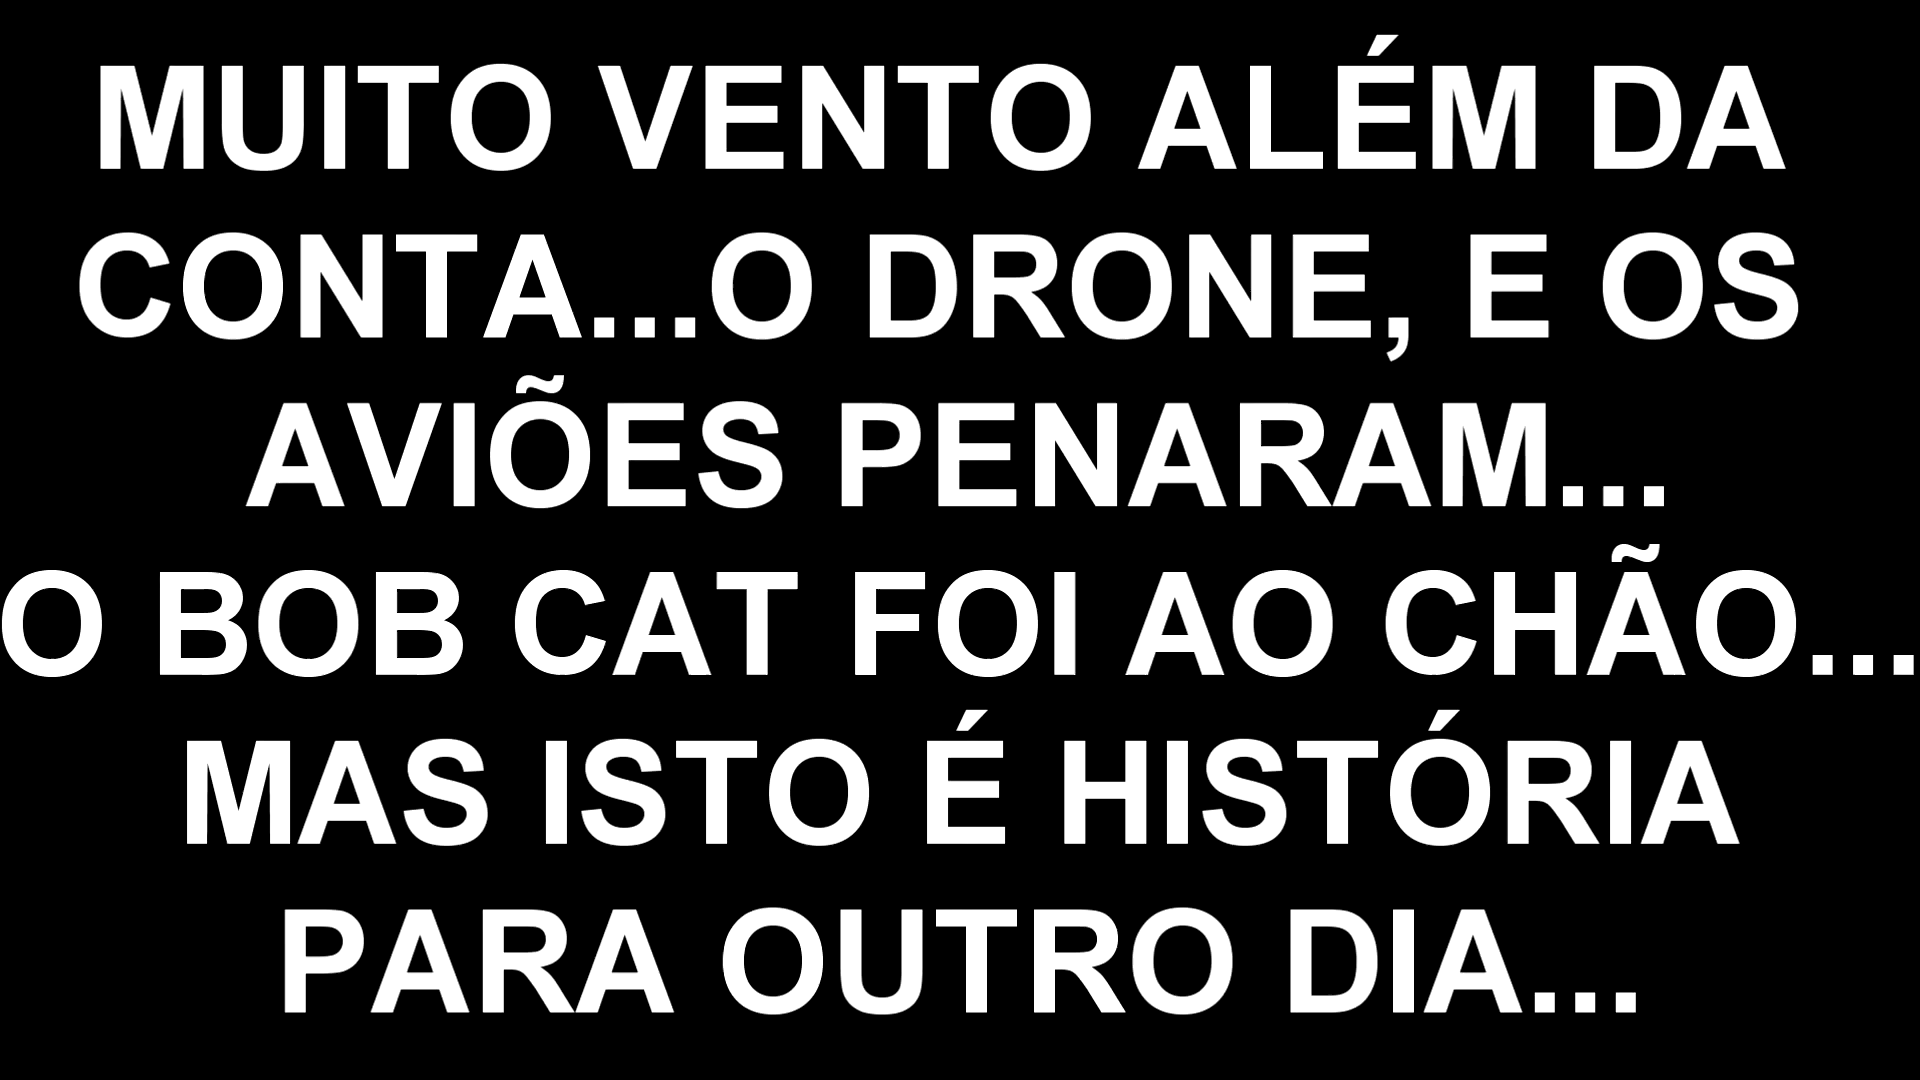 MUITO VENTO ALÉM DA
CONTA...O DRONE, E OS
AVIÕES PENARAM...
O BOB CAT FOI AO CHÃO...
MAS ISTO É HISTÓRIA
PARA OUTRO DIA...